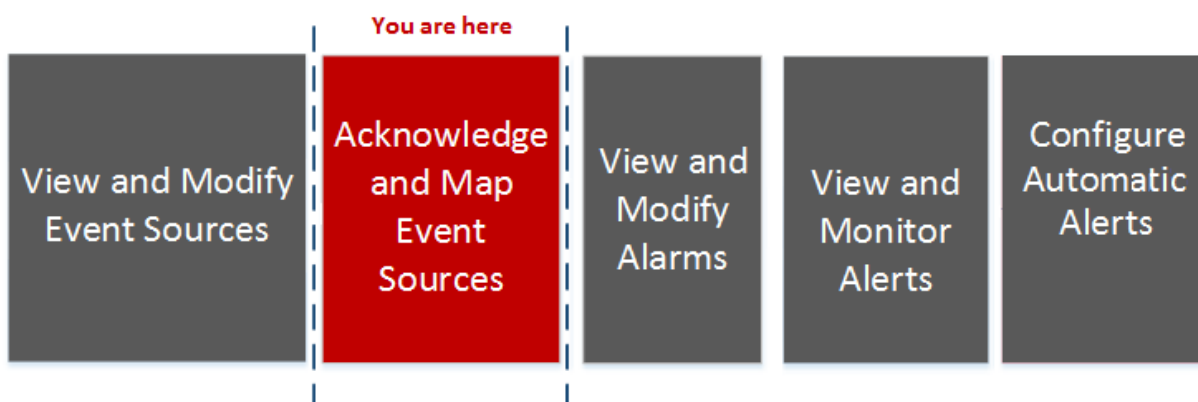 You are here
View and Modify
Event Sources
Acknowledge
and Map
Event
Sources
View and
Modify
Alarms
View and
Monitor
Alerts
Configure
Automatic
Alerts